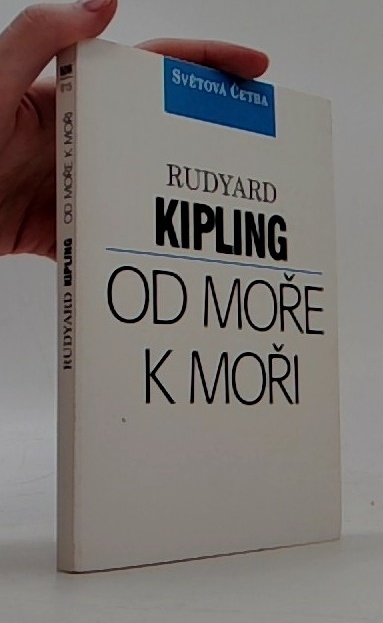 SVĚTOVÁ ČETBA
RUDYARD
KIPLING
OD MOŘE
K MOŘI
RUDYARD KIPLING OD MOŘE K MOŘI